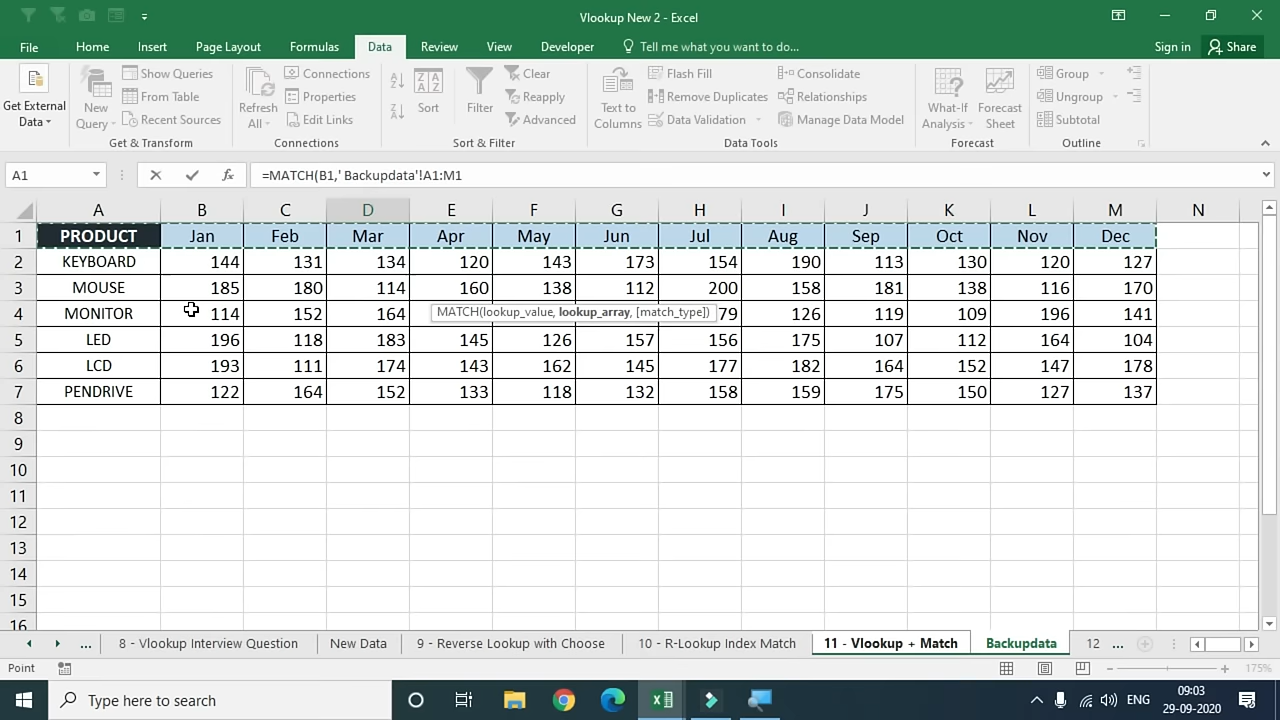 Vlookup New 2 - Excel
File Home Insert Page Layout Formulas Data Review View Developer Tell me what you want to do... Sign in Share
Get External Data New Query Show Queries From Table Recent Sources Get & Transform
Refresh All Connections Properties Edit Links Connections
Sort Filter Clear Reapply Advanced Sort & Filter
Text to Columns Flash Fill Remove Duplicates Data Validation Consolidate Relationships Manage Data Model Data Tools
What-If Analysis Forecast Sheet Forecast
Group Ungroup Subtotal Outline
A1 fx =MATCH(B1,' Backupdata'!A1:M1
A B C D E F G H I J K L M N
1 PRODUCT Jan Feb Mar Apr May Jun Jul Aug Sep Oct Nov Dec
2 KEYBOARD 144 131 134 120 143 173 154 190 113 130 120 127
3 MOUSE 185 180 114 160 138 112 200 158 181 138 116 170
4 MONITOR 114 152 164 79 126 119 109 196 141
MATCH(lookup_value, lookup_array, [match_type])
5 LED 196 118 183 145 126 157 156 175 107 112 164 104
6 LCD 193 111 174 143 162 145 177 182 164 152 147 178
7 PENDRIVE 122 164 152 133 118 132 158 159 175 150 127 137
8
9
10
11
12
13
14
15
16
... 8 - Vlookup Interview Question New Data 9 - Reverse Lookup with Choose 10 - R-Lookup Index Match 11 - Vlookup + Match Backupdata 12 ...
Point 175%
Type here to search ENG 09:03
29-09-2020